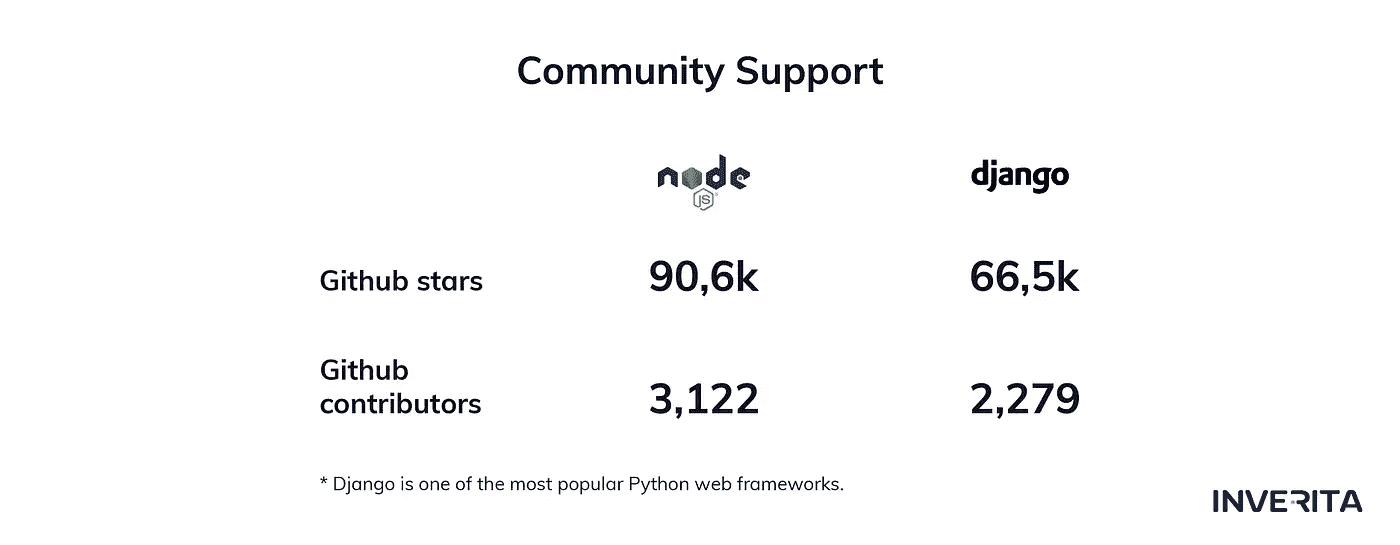 Community Support
node
JS
django
Github stars
90,6k
66,5k
Github
contributors
3,122
2,279
* Django is one of the most popular Python web frameworks.
INVERITA